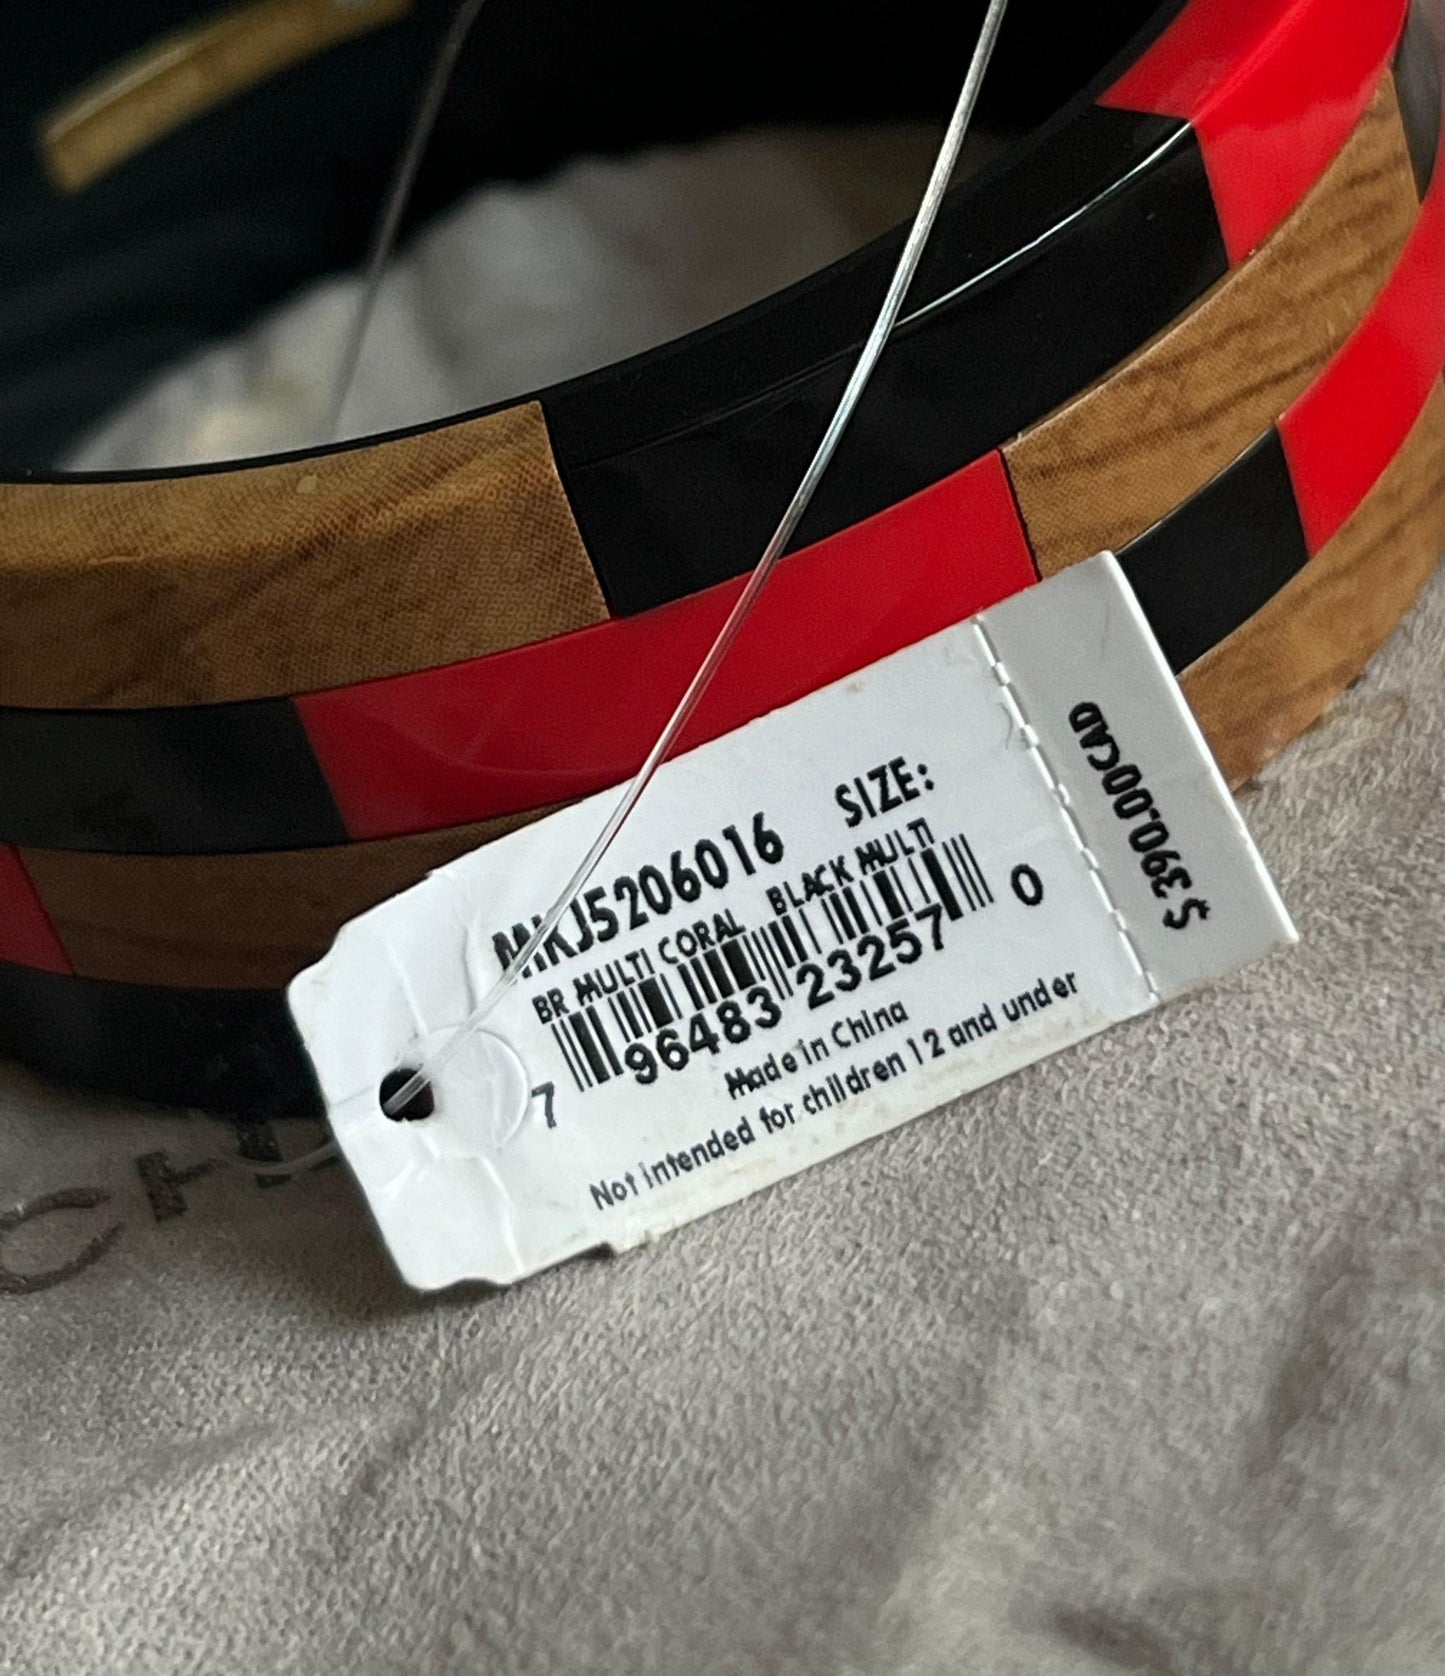 MKJ5206016 SIZE:
BR MULTI CORAL BLACK MULTI
7 96483 23257 0
Made in China
Not intended for children 12 and under
$390.00CAD
CH